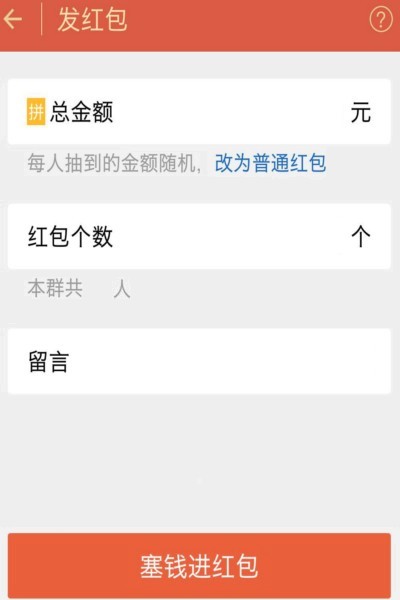 发红包
拼 总金额 元
每人抽到的金额随机，改为普通红包
红包个数 个
本群共 人
留言
塞钱进红包